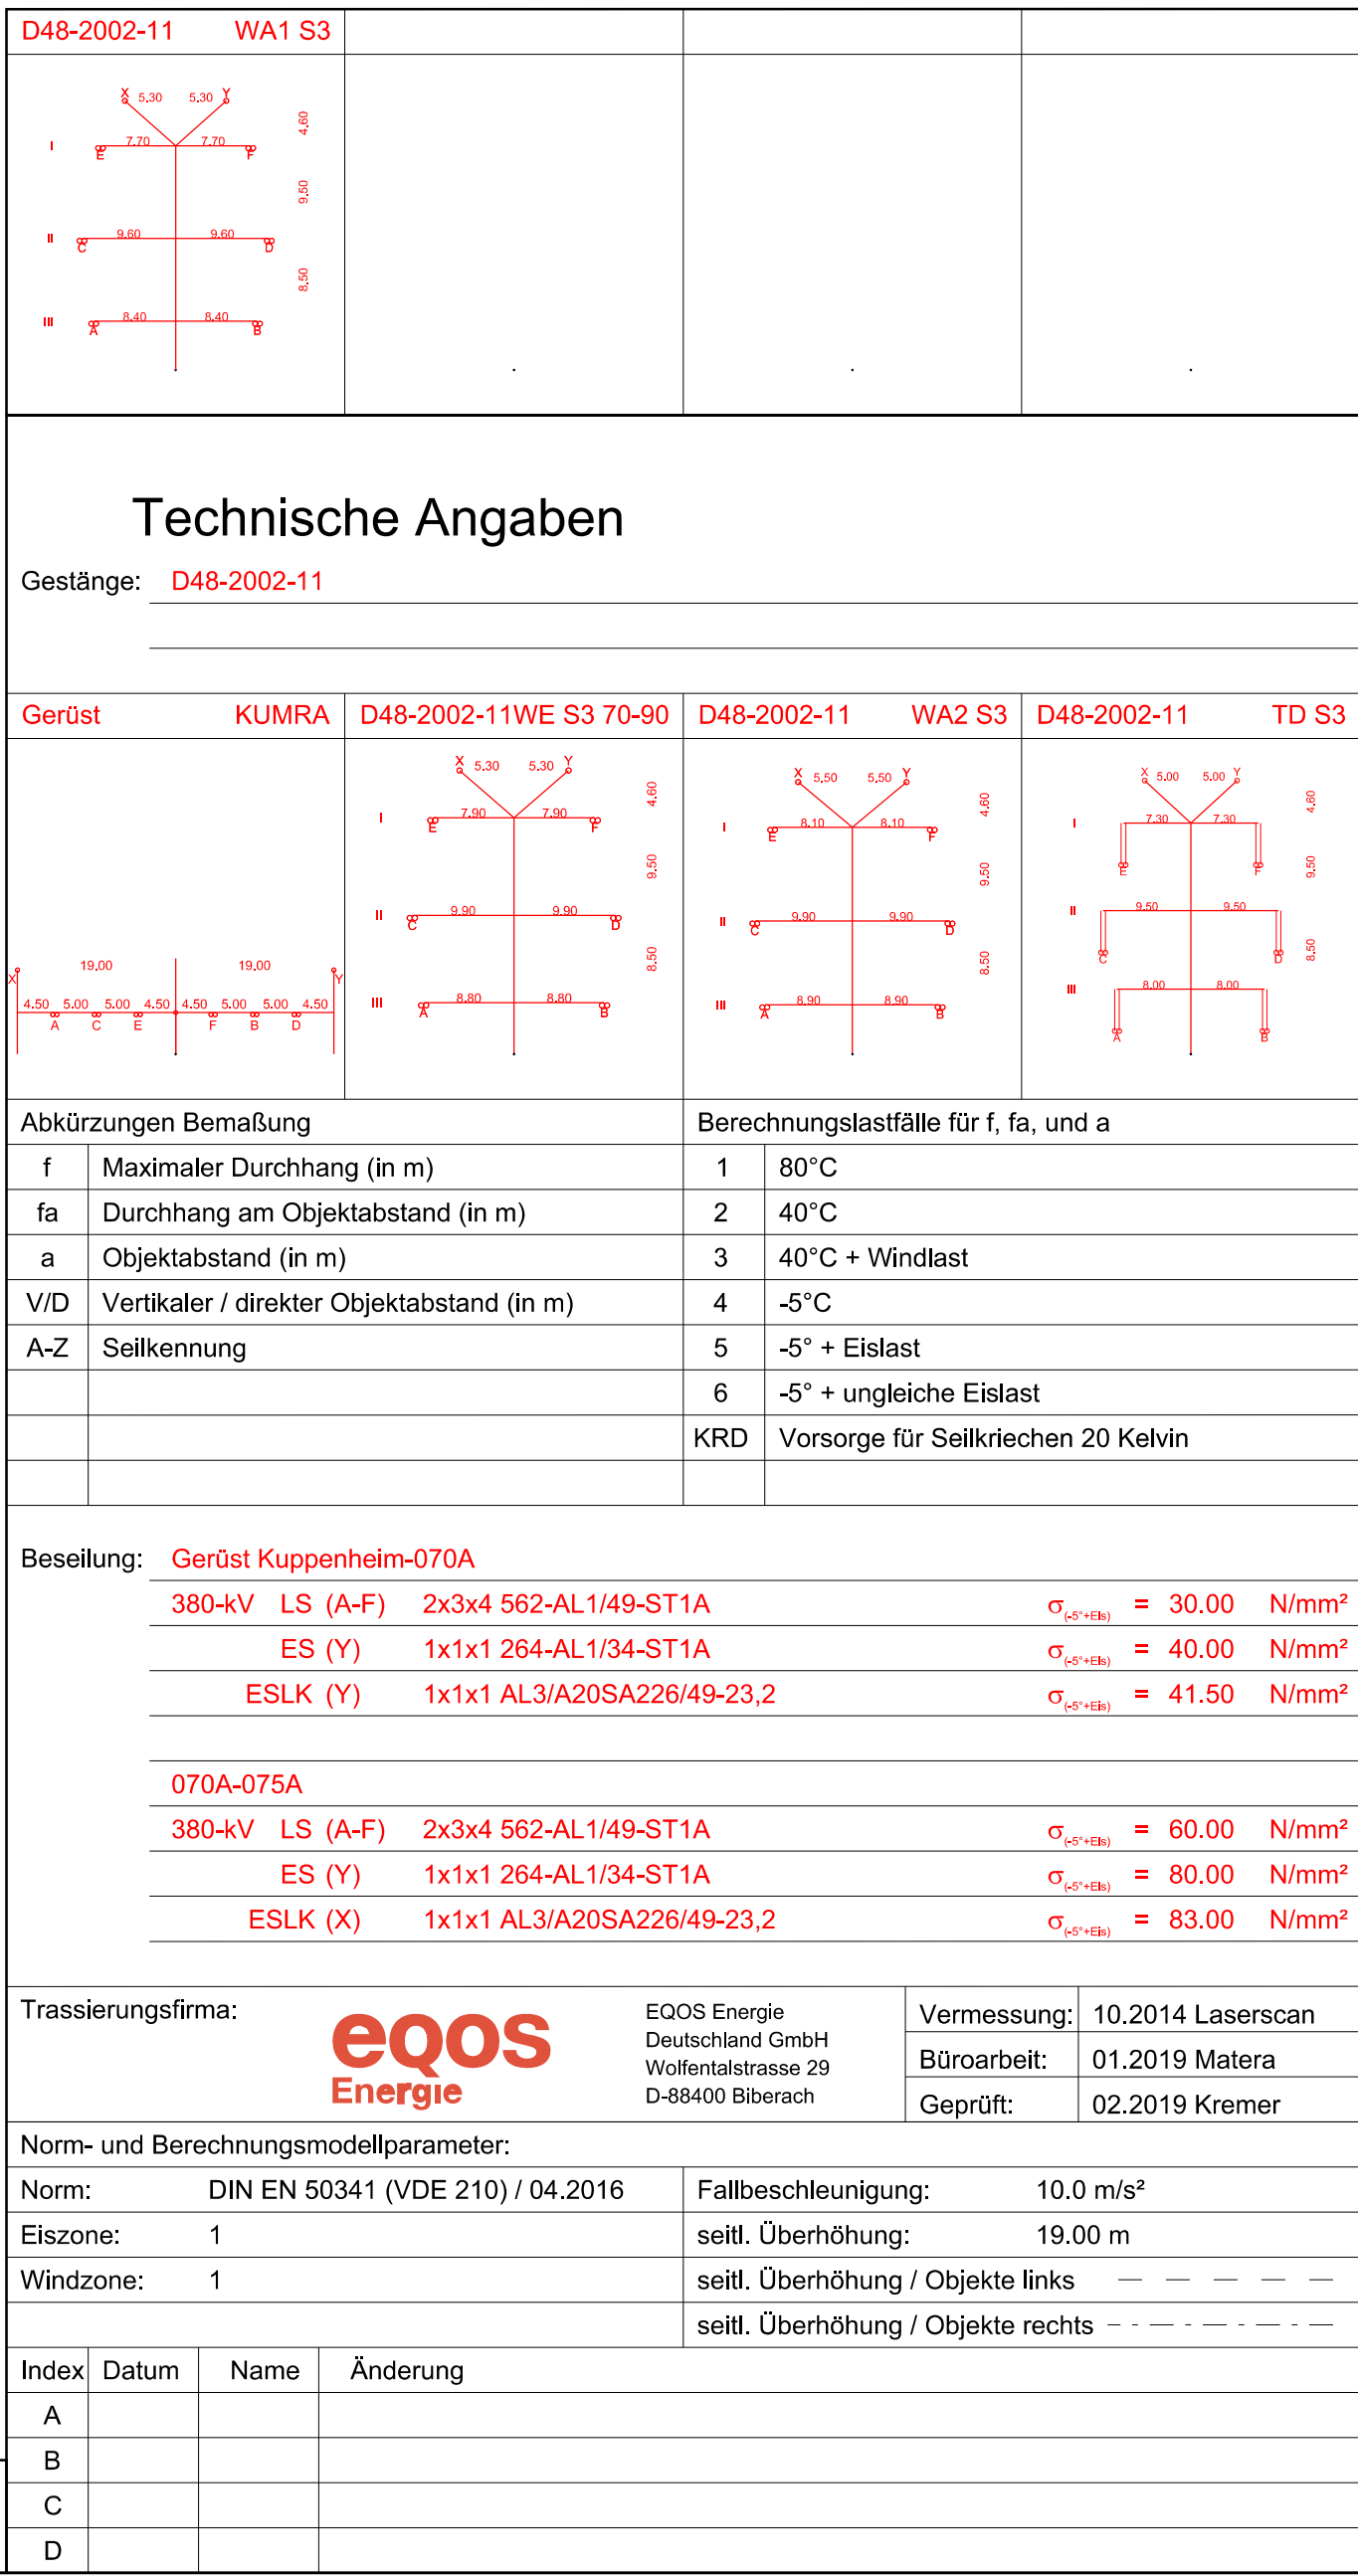 D48-2002-11 WA1 S3
X 5.30 5.30 Y
4.60
I 7.70 7.70
E F
9.50
II 9.60 9.60
C D
8.50
III 8.40 8.40
A B
Technische Angaben
Gestänge: D48-2002-11
Gerüst KUMRA
X 19.00 19.00 Y
4.50 5.00 5.00 4.50 4.50 5.00 5.00 4.50
A C E F B D
D48-2002-11WE S3 70-90
X 5.30 5.30 Y
4.60
I 7.90 7.90
E F
9.50
II 9.90 9.90
C D
8.50
III 8.80 8.80
A B
D48-2002-11 WA2 S3
X 5.50 5.50 Y
4.60
I 8.10 8.10
E F
9.50
II 9.90 9.90
C D
8.50
III 8.90 8.90
A B
D48-2002-11 TD S3
X 5.00 5.00 Y
4.60
I 7.30 7.30
E F
9.50
II 9.50 9.50
C D
8.50
III 8.00 8.00
A B
Abkürzungen Bemaßung
f Maximaler Durchhang (in m)
fa Durchhang am Objektabstand (in m)
a Objektabstand (in m)
V/D Vertikaler / direkter Objektabstand (in m)
A-Z Seilkennung
Berechnungslastfälle für f, fa, und a
1 80°C
2 40°C
3 40°C + Windlast
4 -5°C
5 -5° + Eislast
6 -5° + ungleiche Eislast
KRD Vorsorge für Seilkriechen 20 Kelvin
Beseilung: Gerüst Kuppenheim-070A
380-kV LS (A-F) 2x3x4 562-AL1/49-ST1A σ(-5°+Eis) = 30.00 N/mm²
ES (Y) 1x1x1 264-AL1/34-ST1A σ(-5°+Eis) = 40.00 N/mm²
ESLK (Y) 1x1x1 AL3/A20SA226/49-23,2 σ(-5°+Eis) = 41.50 N/mm²
070A-075A
380-kV LS (A-F) 2x3x4 562-AL1/49-ST1A σ(-5°+Eis) = 60.00 N/mm²
ES (Y) 1x1x1 264-AL1/34-ST1A σ(-5°+Eis) = 80.00 N/mm²
ESLK (X) 1x1x1 AL3/A20SA226/49-23,2 σ(-5°+Eis) = 83.00 N/mm²
Trassierungsfirma:
eqos
Energie
EQOS Energie
Deutschland GmbH
Wolfentalstrasse 29
D-88400 Biberach
Vermessung: 10.2014 Laserscan
Büroarbeit: 01.2019 Matera
Geprüft: 02.2019 Kremer
Norm- und Berechnungsmodellparameter:
Norm: DIN EN 50341 (VDE 210) / 04.2016
Eiszone: 1
Windzone: 1
Fallbeschleunigung: 10.0 m/s²
seitl. Überhöhung: 19.00 m
seitl. Überhöhung / Objekte links
seitl. Überhöhung / Objekte rechts
Index Datum Name Änderung
A
B
C
D